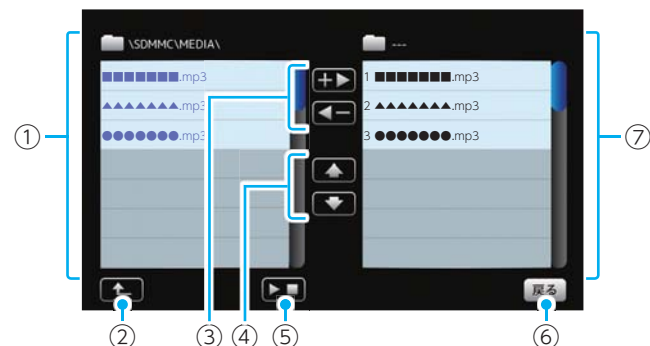 \SDMMC\MEDIA\
---
■■■■■■■.mp3
▲▲▲▲▲▲▲.mp3
●●●●●●●.mp3
1 ■■■■■■■.mp3
2 ▲▲▲▲▲▲▲.mp3
3 ●●●●●●●.mp3
戻る
①
⑦
②
③
④
⑤
⑥